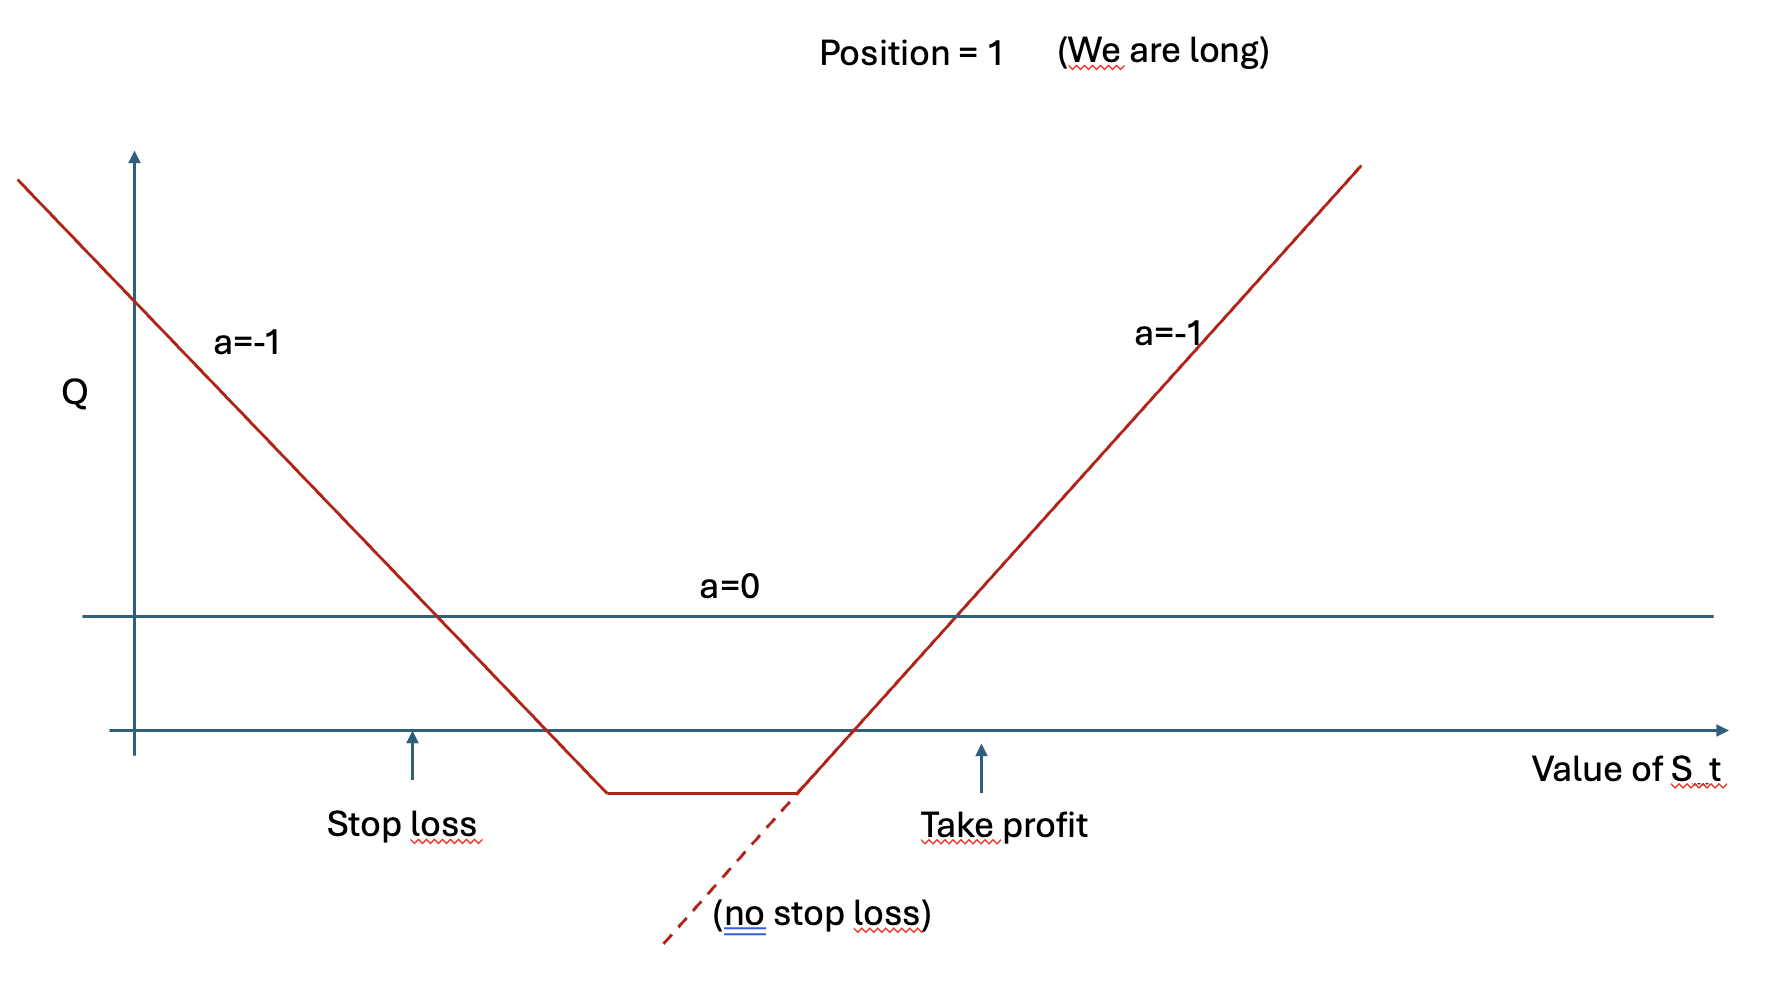 Position = 1 (We are long)
a=-1
a=-1
Q
a=0
Value of S_t
Stop loss
Take profit
(no stop loss)